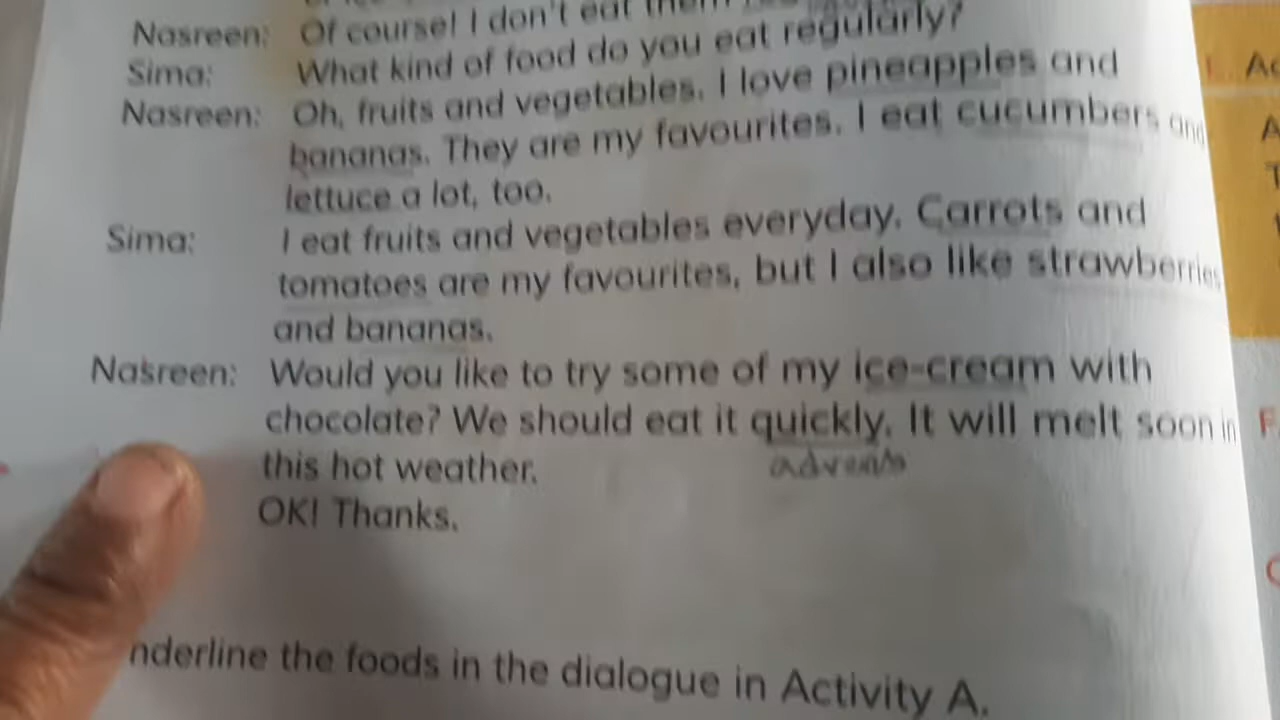 Nasreen: Of course! I don't eat them
Sima: What kind of food do you eat regularly?
Nasreen: Oh, fruits and vegetables. I love pineapples and
bananas. They are my favourites. I eat cucumbers and
lettuce a lot, too.
Sima: I eat fruits and vegetables everyday. Carrots and
tomatoes are my favourites, but I also like strawberries
and bananas.
Nasreen: Would you like to try some of my ice-cream with
chocolate? We should eat it quickly. It will melt soon in
this hot weather.
OK! Thanks.
nderline the foods in the dialogue in Activity A.